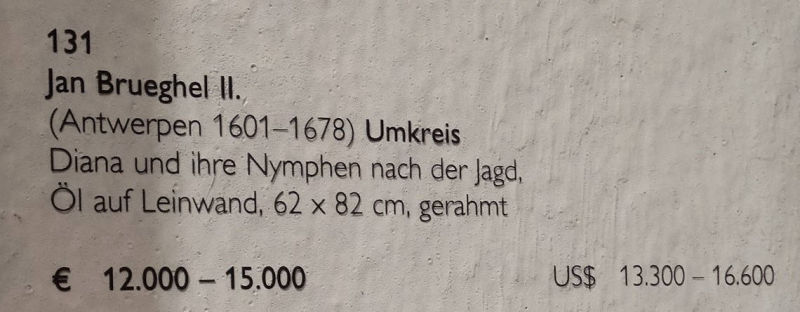 131
Jan Brueghel II.
(Antwerpen 1601–1678) Umkreis
Diana und ihre Nymphen nach der Jagd,
Öl auf Leinwand, 62 x 82 cm, gerahmt
€ 12.000 – 15.000 US$ 13.300 – 16.600